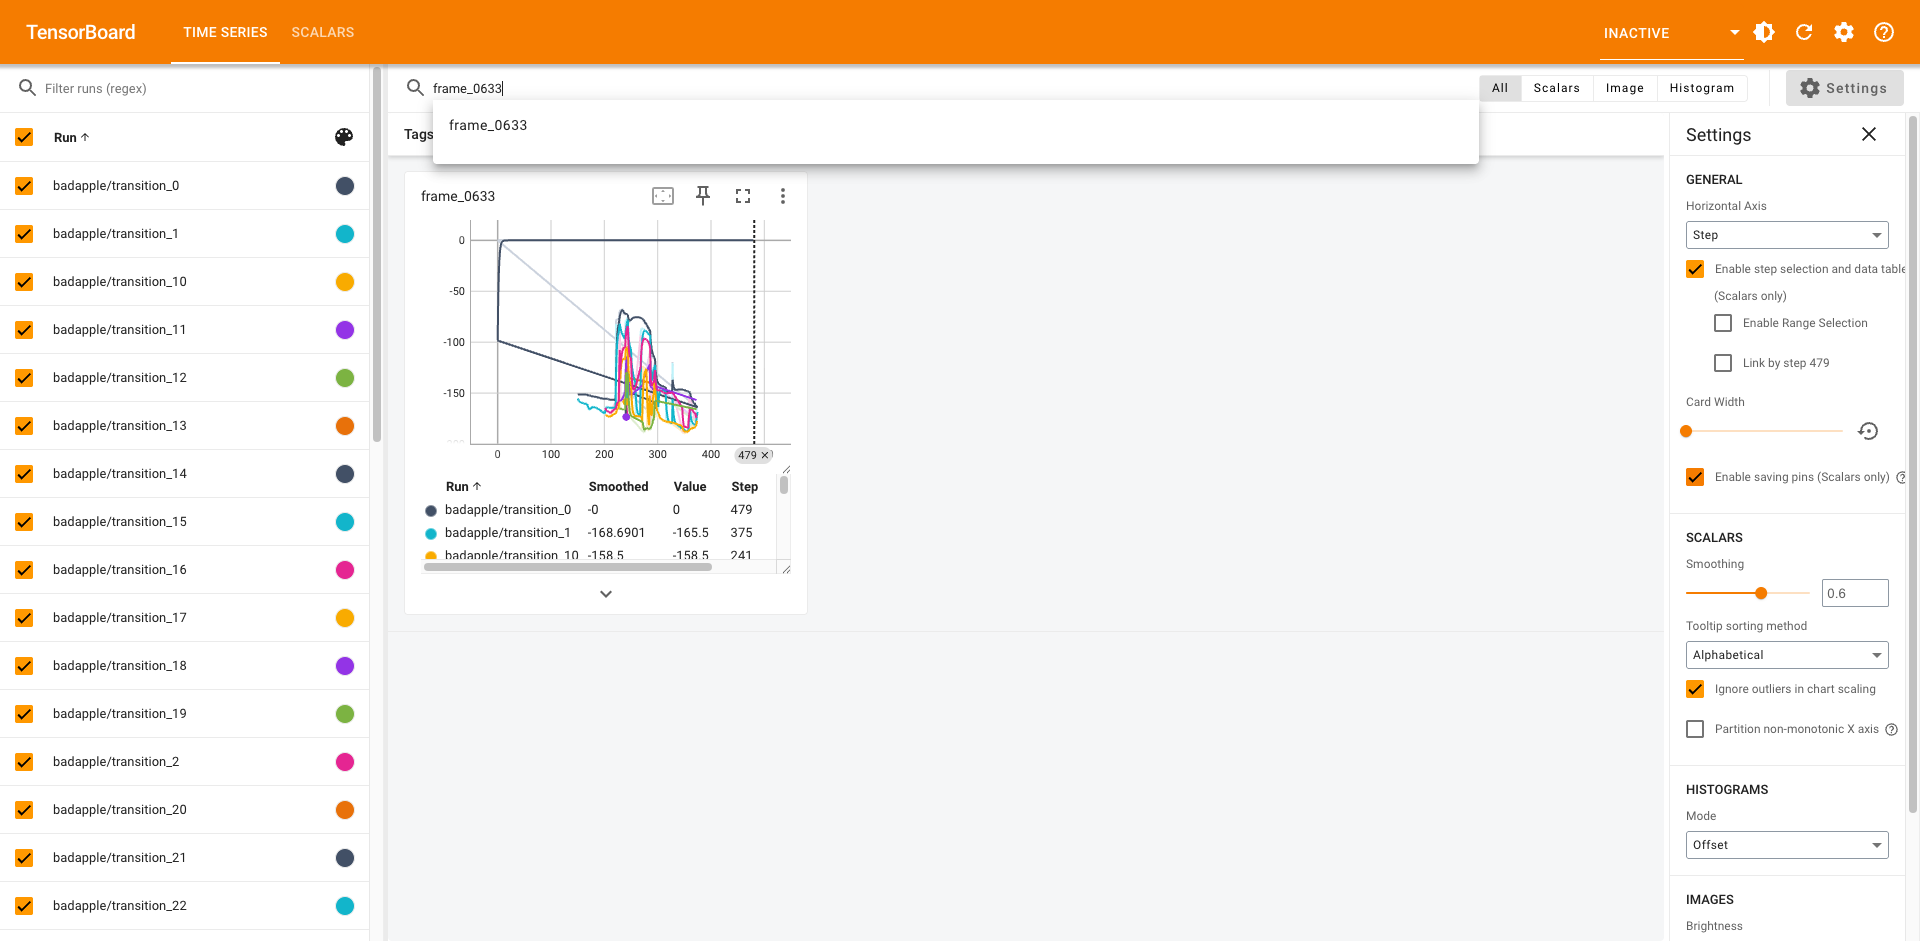 TensorBoard
TIME SERIES
SCALARS
INACTIVE
Filter runs (regex)
frame_0633
All
Scalars
Image
Histogram
Settings
frame_0633
Run
Tags
Settings
badapple/transition_0
badapple/transition_1
badapple/transition_10
badapple/transition_11
badapple/transition_12
badapple/transition_13
badapple/transition_14
badapple/transition_15
badapple/transition_16
badapple/transition_17
badapple/transition_18
badapple/transition_19
badapple/transition_2
badapple/transition_20
badapple/transition_21
badapple/transition_22
frame_0633
0
-50
-100
-150
0 100 200 300 400 479
Run Smoothed Value Step
badapple/transition_0 -0 0 479
badapple/transition_1 -168.6901 -165.5 375
badapple/transition_10 -158.5 -158.5 241
GENERAL
Horizontal Axis
Step
Enable step selection and data table
(Scalars only)
Enable Range Selection
Link by step 479
Card Width
Enable saving pins (Scalars only)
SCALARS
Smoothing
0.6
Tooltip sorting method
Alphabetical
Ignore outliers in chart scaling
Partition non-monotonic X axis
HISTOGRAMS
Mode
Offset
IMAGES
Brightness